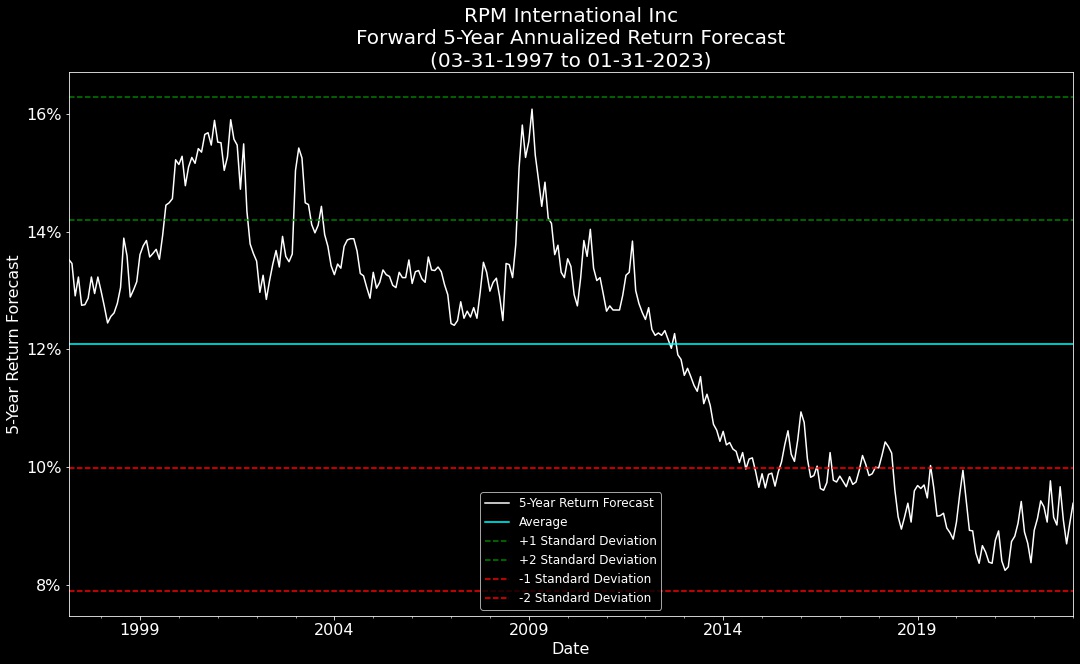 RPM International Inc
Forward 5-Year Annualized Return Forecast
(03-31-1997 to 01-31-2023)
16%
14%
12%
10%
8%
5-Year Return Forecast
5-Year Return Forecast
Average
+1 Standard Deviation
+2 Standard Deviation
-1 Standard Deviation
-2 Standard Deviation
1999 2004 2009 2014 2019
Date